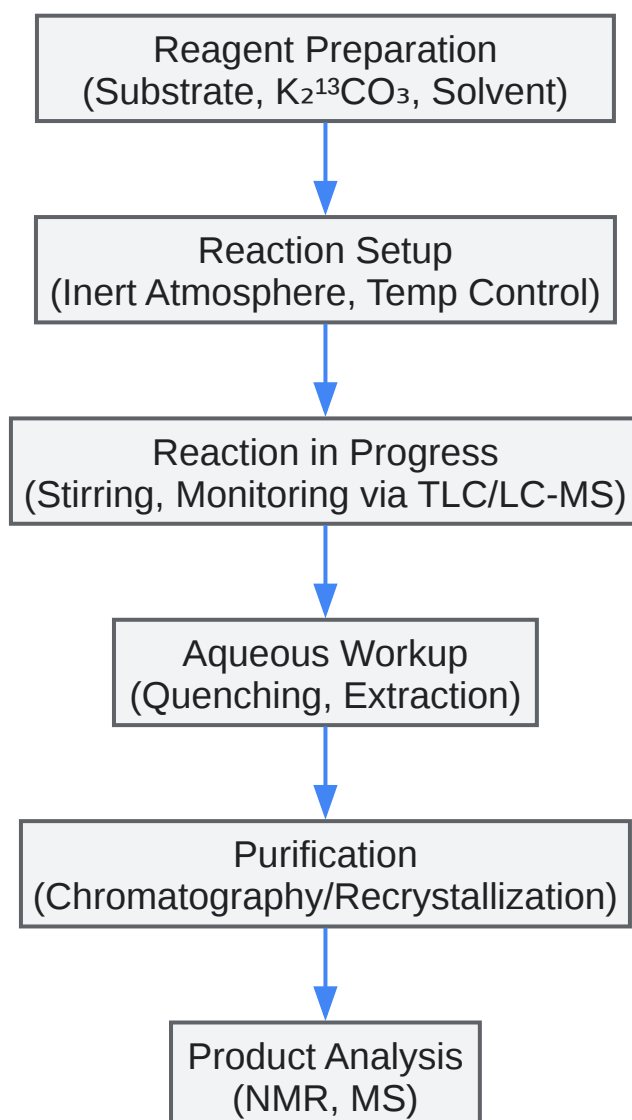 Reagent Preparation
(Substrate, K₂¹³CO₃, Solvent)
Reaction Setup
(Inert Atmosphere, Temp Control)
Reaction in Progress
(Stirring, Monitoring via TLC/LC-MS)
Aqueous Workup
(Quenching, Extraction)
Purification
(Chromatography/Recrystallization)
Product Analysis
(NMR, MS)